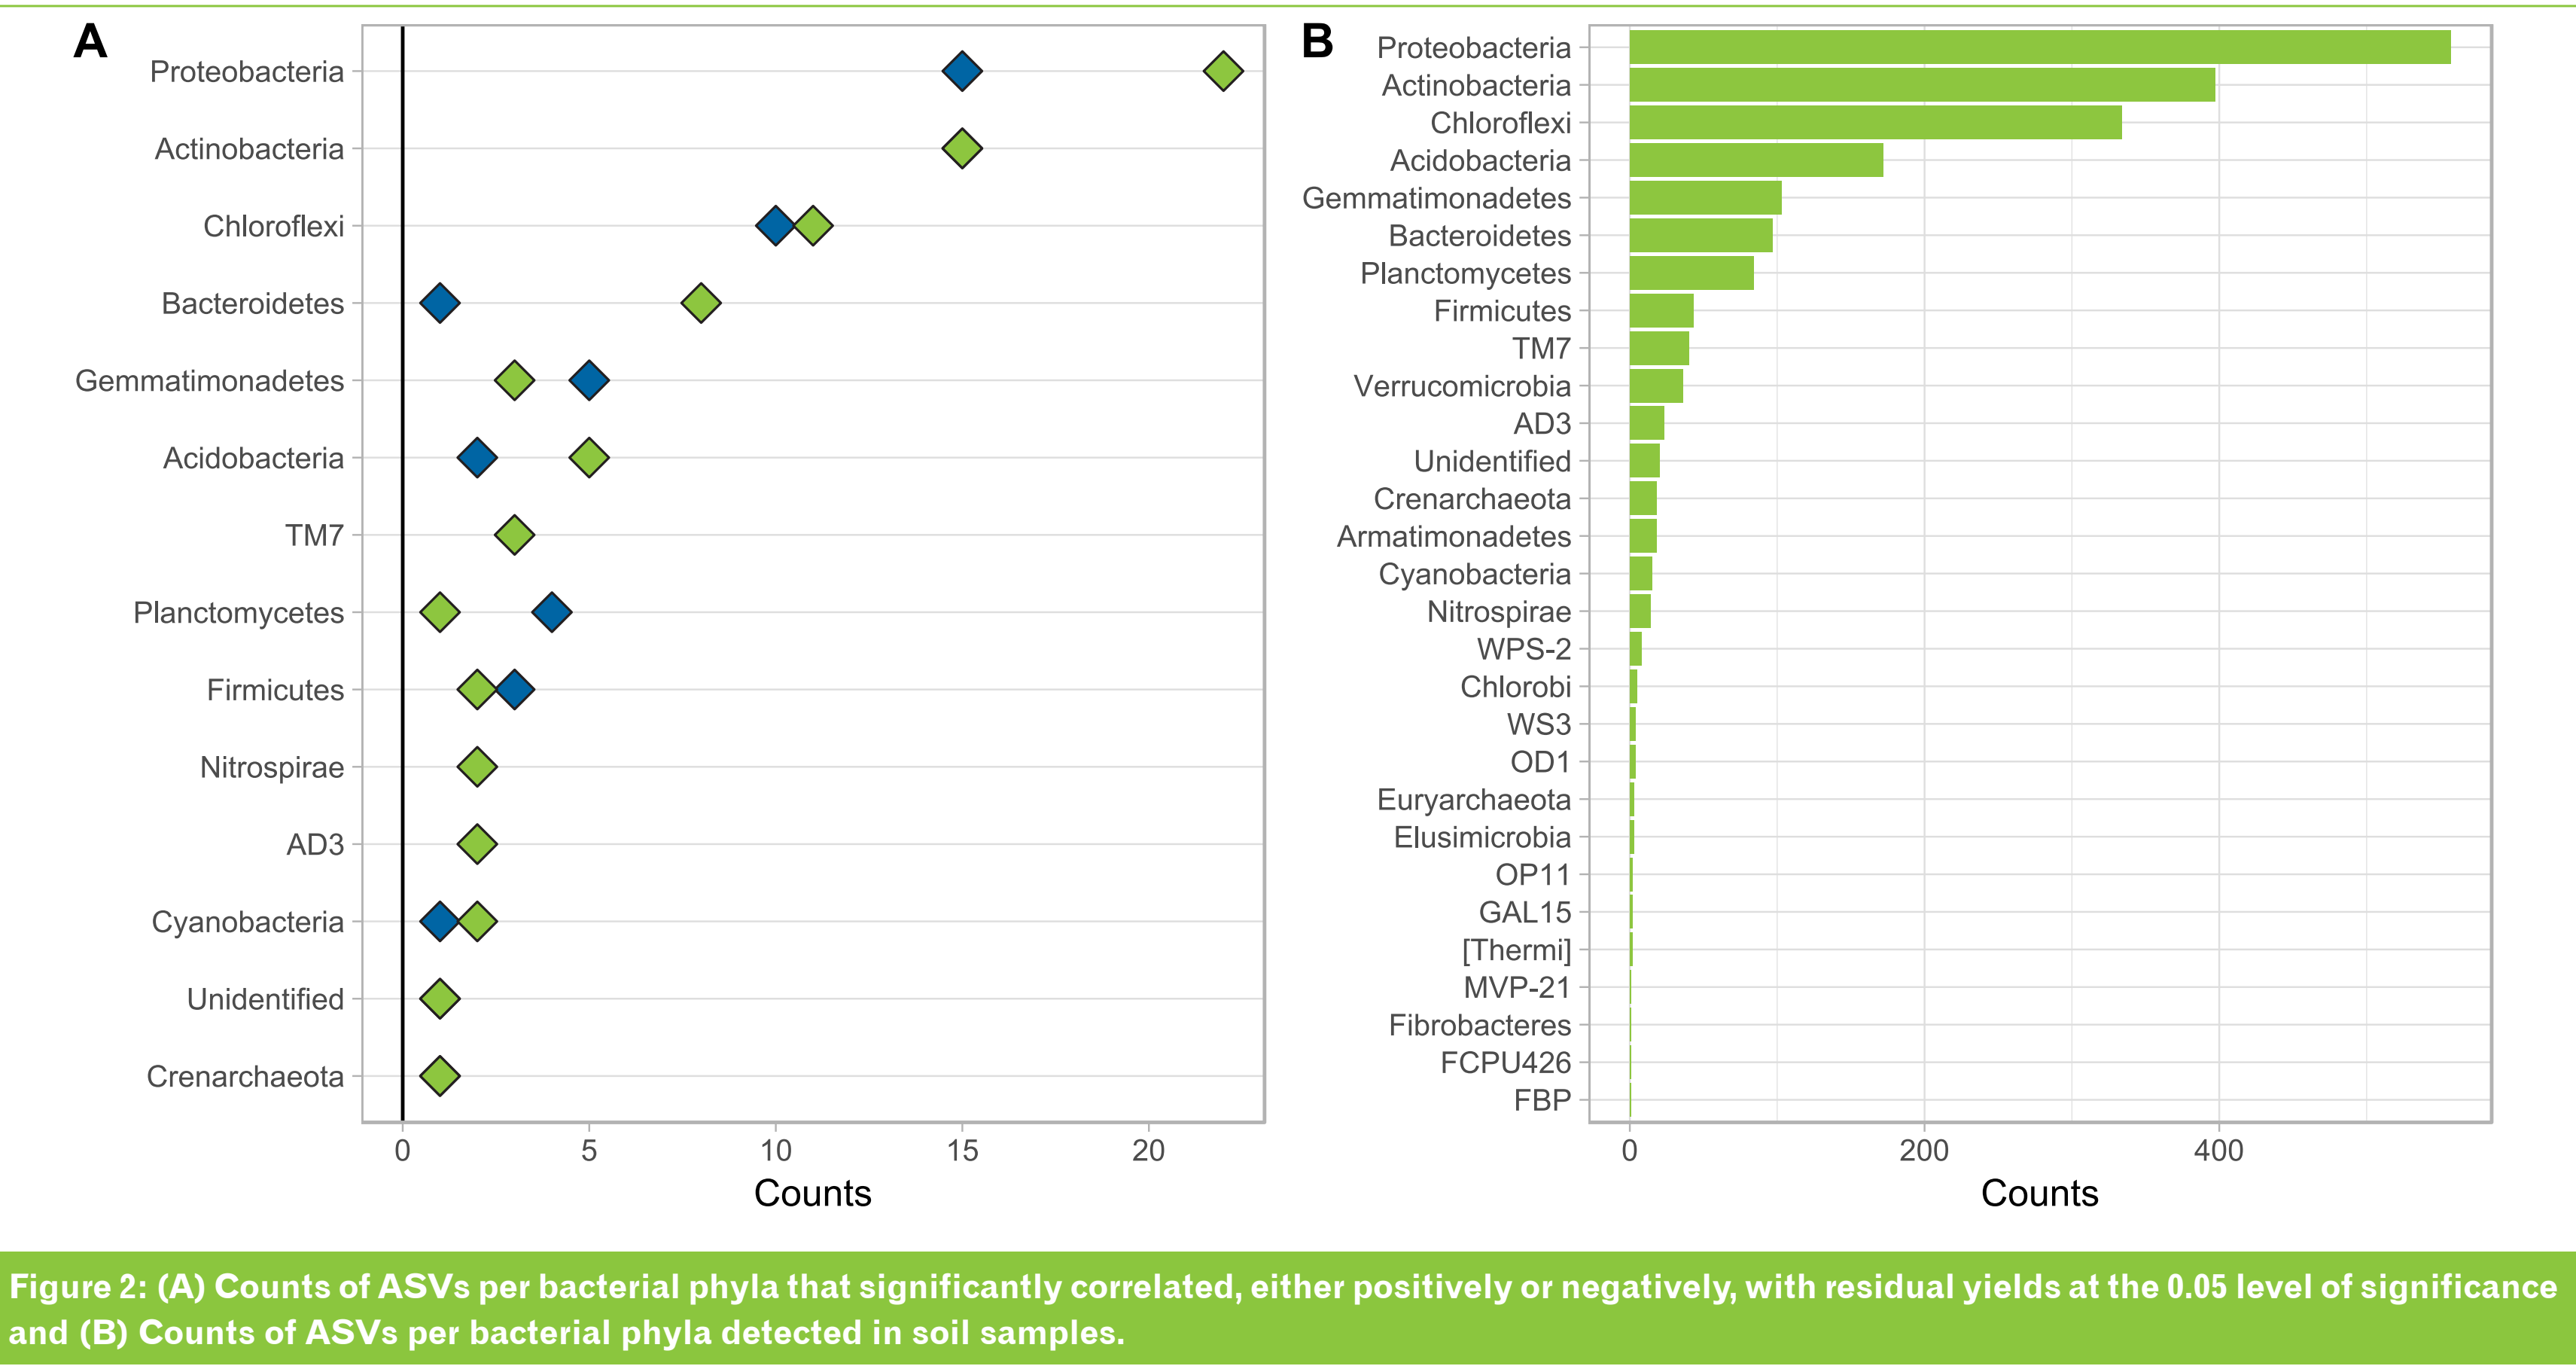 A
Proteobacteria
Actinobacteria
Chloroflexi
Bacteroidetes
Gemmatimonadetes
Acidobacteria
TM7
Planctomycetes
Firmicutes
Nitrospirae
AD3
Cyanobacteria
Unidentified
Crenarchaeota
0 5 10 15 20
Counts
B
Proteobacteria
Actinobacteria
Chloroflexi
Acidobacteria
Gemmatimonadetes
Bacteroidetes
Planctomycetes
Firmicutes
TM7
Verrucomicrobia
AD3
Unidentified
Crenarchaeota
Armatimonadetes
Cyanobacteria
Nitrospirae
WPS-2
Chlorobi
WS3
OD1
Euryarchaeota
Elusimicrobia
OP11
GAL15
[Thermi]
MVP-21
Fibrobacteres
FCPU426
FBP
0 200 400
Counts
Figure 2: (A) Counts of ASVs per bacterial phyla that significantly correlated, either positively or negatively, with residual yields at the 0.05 level of significance
and (B) Counts of ASVs per bacterial phyla detected in soil samples.